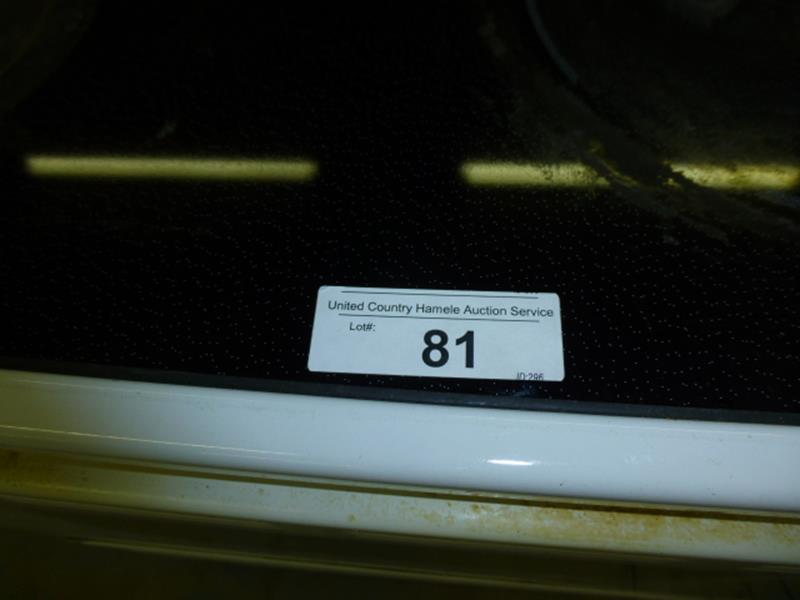 United Country Hamele Auction Service
Lot#:
81
ID:296